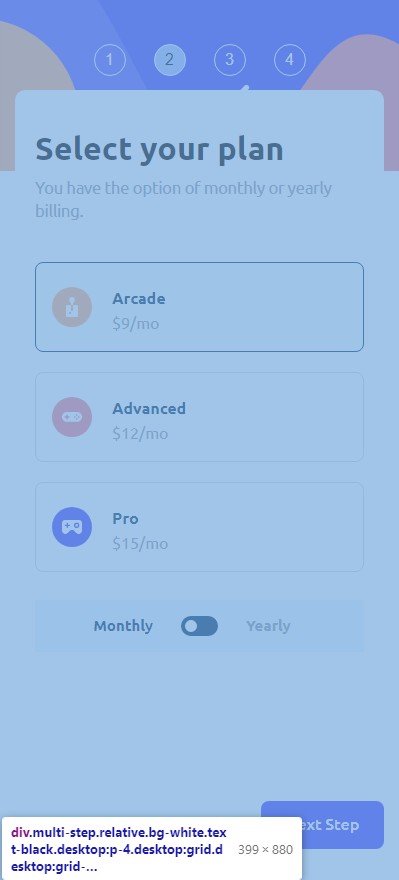 1 2 3 4
Select your plan
You have the option of monthly or yearly
billing.
Arcade
$9/mo
Advanced
$12/mo
Pro
$15/mo
Monthly Yearly
ext Step
div.multi-step.relative.bg-white.tex
t-black.desktop:p-4.desktop:grid.d 399 × 880
esktop:grid-...